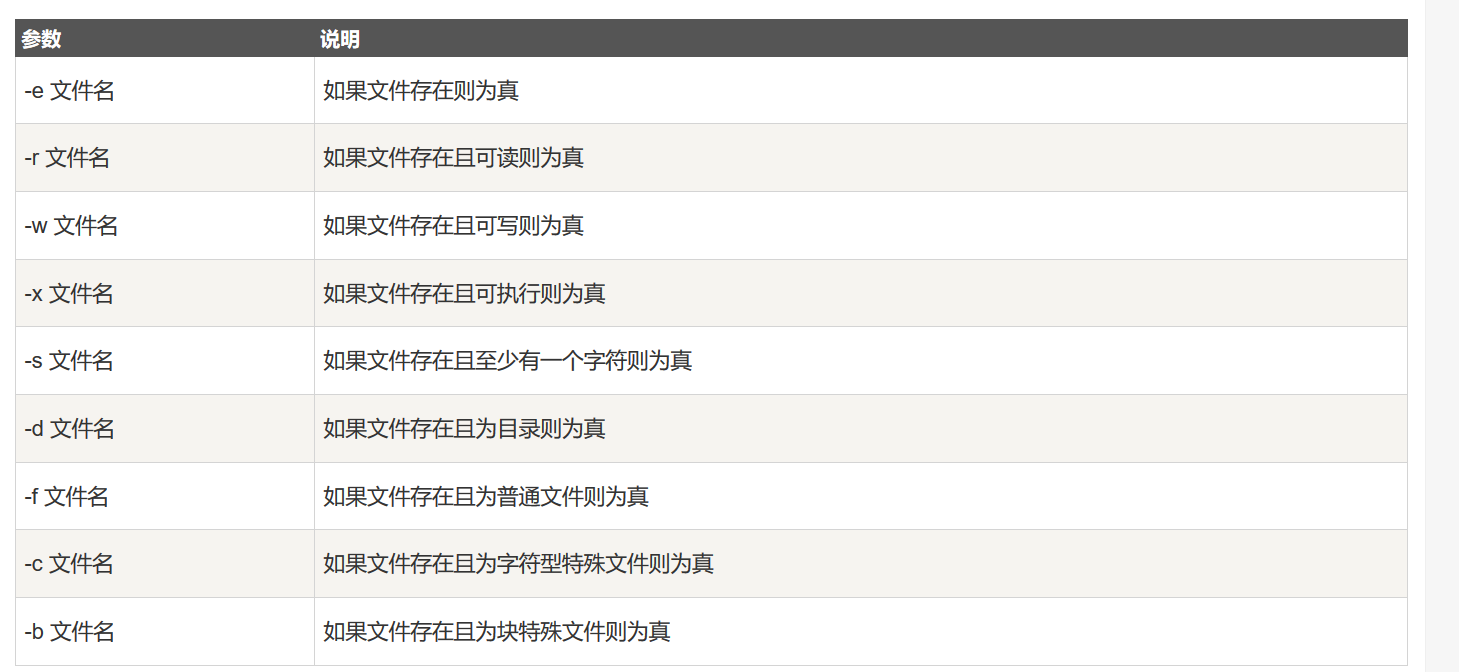 参数 说明
-e 文件名 如果文件存在则为真
-r 文件名 如果文件存在且可读则为真
-w 文件名 如果文件存在且可写则为真
-x 文件名 如果文件存在且可执行则为真
-s 文件名 如果文件存在且至少有一个字符则为真
-d 文件名 如果文件存在且为目录则为真
-f 文件名 如果文件存在且为普通文件则为真
-c 文件名 如果文件存在且为字符型特殊文件则为真
-b 文件名 如果文件存在且为块特殊文件则为真